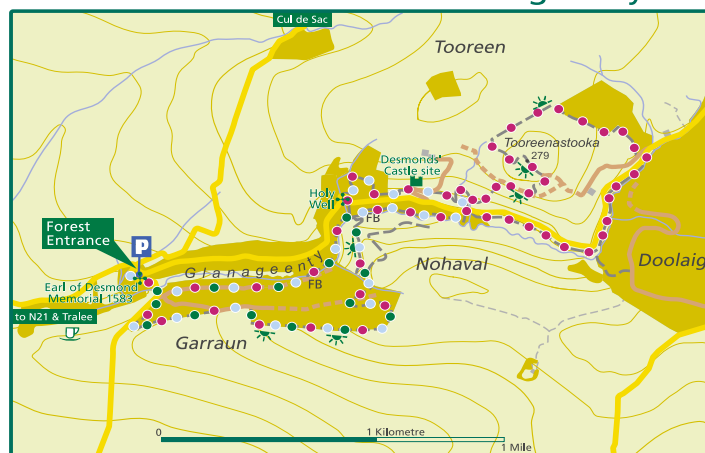 Cul de Sac
Tooreen
Tooreenastooka
279
Desmonds'
Castle site
Holy
Well
FB
Forest
Entrance
P
Glanageenty
Nohaval
Doolaig
Earl of Desmond
Memorial 1583
FB
to N21 & Tralee
Garraun
0
1 Kilometre
1 Mile